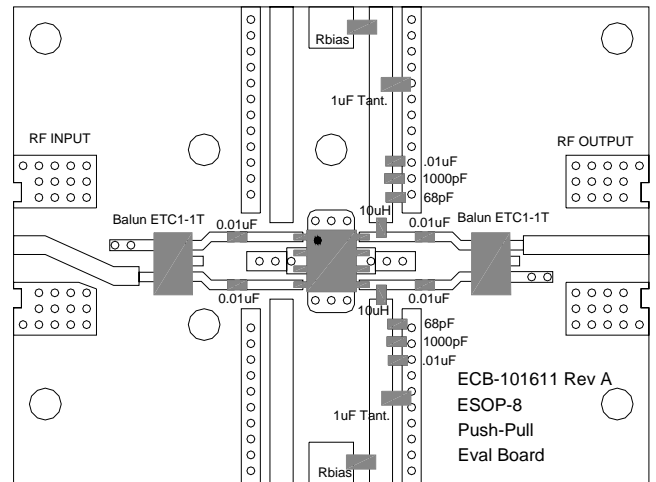 Rbias
1uF Tant.
RF INPUT
RF OUTPUT
.01uF
1000pF
68pF
10uH
Balun ETC1-1T
0.01uF
0.01uF
Balun ETC1-1T
0.01uF
0.01uF
10uH
68pF
1000pF
.01uF
1uF Tant.
Rbias
ECB-101611 Rev A
ESOP-8
Push-Pull
Eval Board